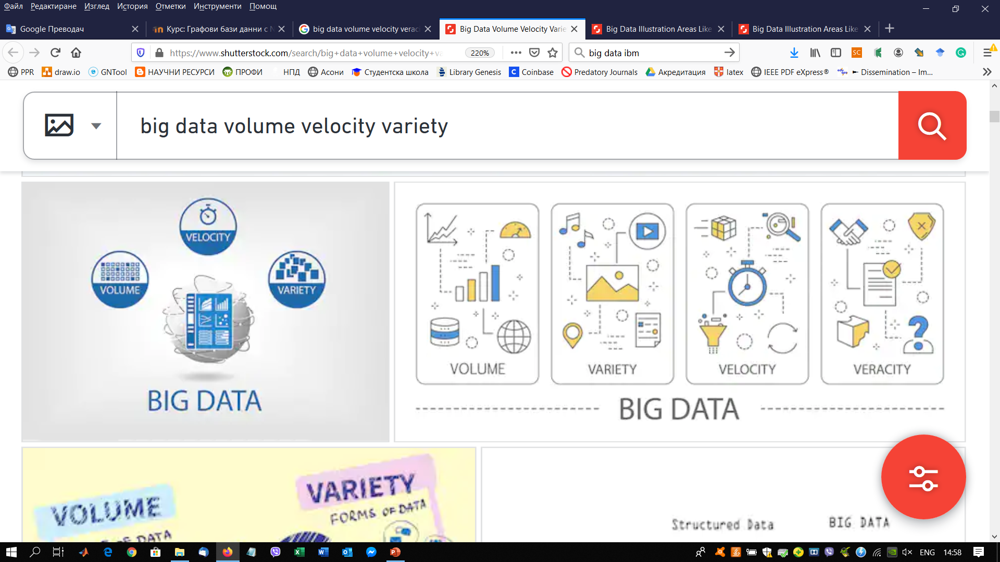 Файл Редактиране Изглед История Отметки Инструменти Помощ
Google Преводач
Курс: Графови бази данни с N
big data volume velocity verac
Big Data Volume Velocity Varie
Big Data Illustration Areas Like
Big Data Illustration Areas Like
https://www.shutterstock.com/search/big+data+volume+velocity+va
220%
big data ibm
PPR draw.io GNTool НАУЧНИ РЕСУРСИ ПРОФИ НПД Асони Студентска школа Library Genesis Coinbase Predatory Journals Акредитация latex IEEE PDF eXpress® Dissemination – Im...
big data volume velocity variety
VELOCITY
VOLUME
VARIETY
BIG DATA
VOLUME
VARIETY
VELOCITY
VERACITY
BIG DATA
VOLUME
OF DATA
VARIETY
FORMS OF DATA
Structured Data
BIG DATA
ENG
14:58